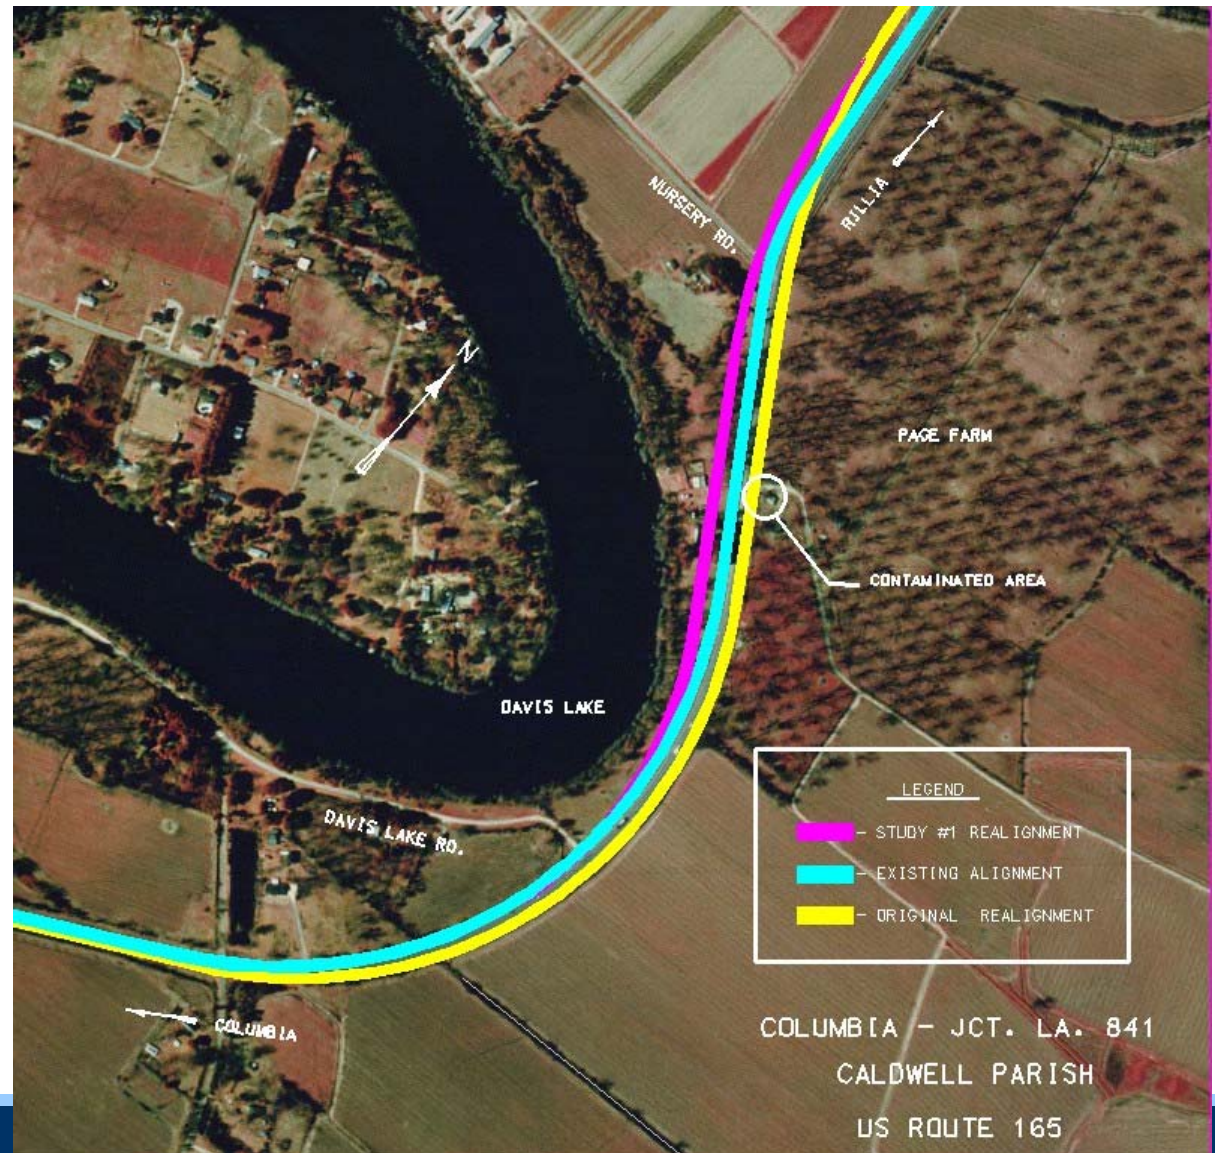 NURSERY RD.
RILLIA
N
PAGE FARM
CONTAMINATED AREA
DAVIS LAKE
DAVIS LAKE RD.
LEGEND
- STUDY #1 REALIGNMENT
- EXISTING ALIGNMENT
- ORIGINAL REALIGNMENT
COLUMBIA
COLUMBIA - JCT. LA. 841
CALDWELL PARISH
US ROUTE 165